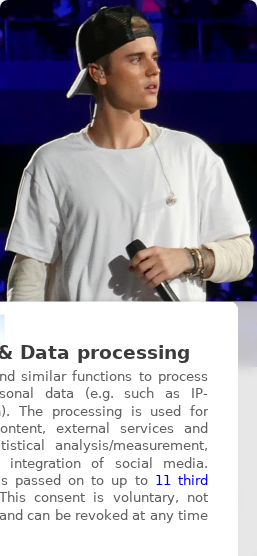 & Data processing
nd similar functions to process
sonal data (e.g. such as IP-
). The processing is used for
ontent, external services and
tistical analysis/measurement,
integration of social media.
s passed on to up to 11 third
This consent is voluntary, not
and can be revoked at any time